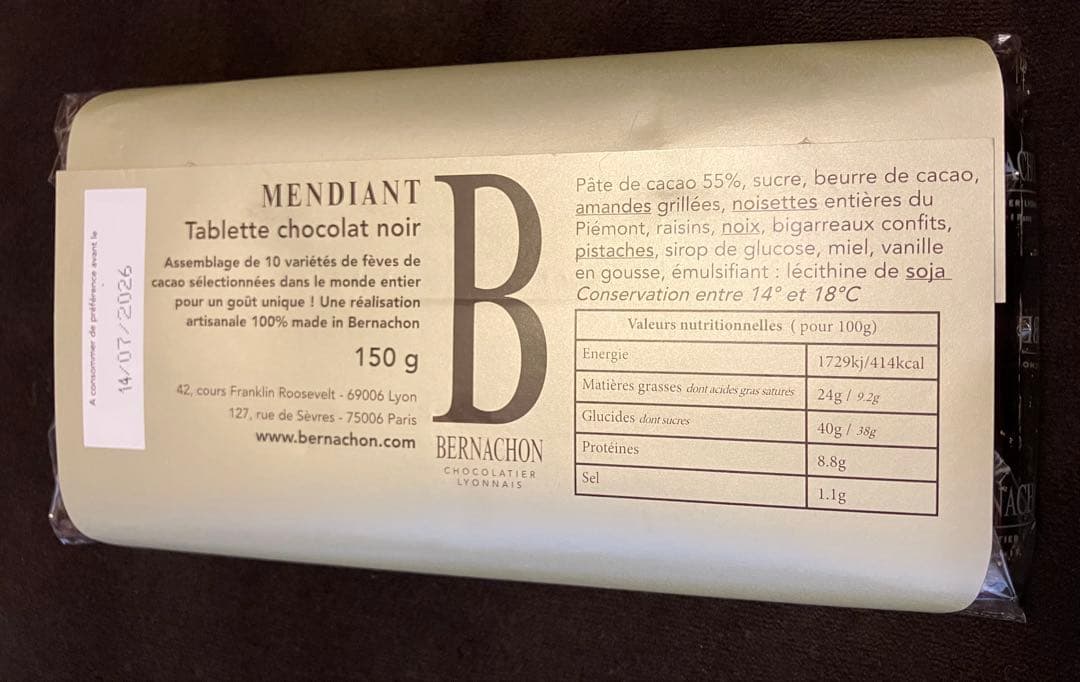 A consommer de préférence avant le
14/07/2026
MENDIANT
Tablette chocolat noir
Assemblage de 10 variétés de fèves de
cacao sélectionnées dans le monde entier
pour un goût unique ! Une réalisation
artisanale 100% made in Bernachon
150 g
42, cours Franklin Roosevelt - 69006 Lyon
127, rue de Sèvres - 75006 Paris
www.bernachon.com
B
BERNACHON
CHOCOLATIER
LYONNAIS
Pâte de cacao 55%, sucre, beurre de cacao,
amandes grillées, noisettes entières du
Piémont, raisins, noix, bigarreaux confits,
pistaches, sirop de glucose, miel, vanille
en gousse, émulsifiant : lécithine de soja
Conservation entre 14° et 18°C
Valeurs nutritionnelles ( pour 100g)
Energie 1729kj/414kcal
Matières grasses dont acides gras saturés 24g / 9.2g
Glucides dont sucres 40g / 38g
Protéines 8.8g
Sel 1.1g